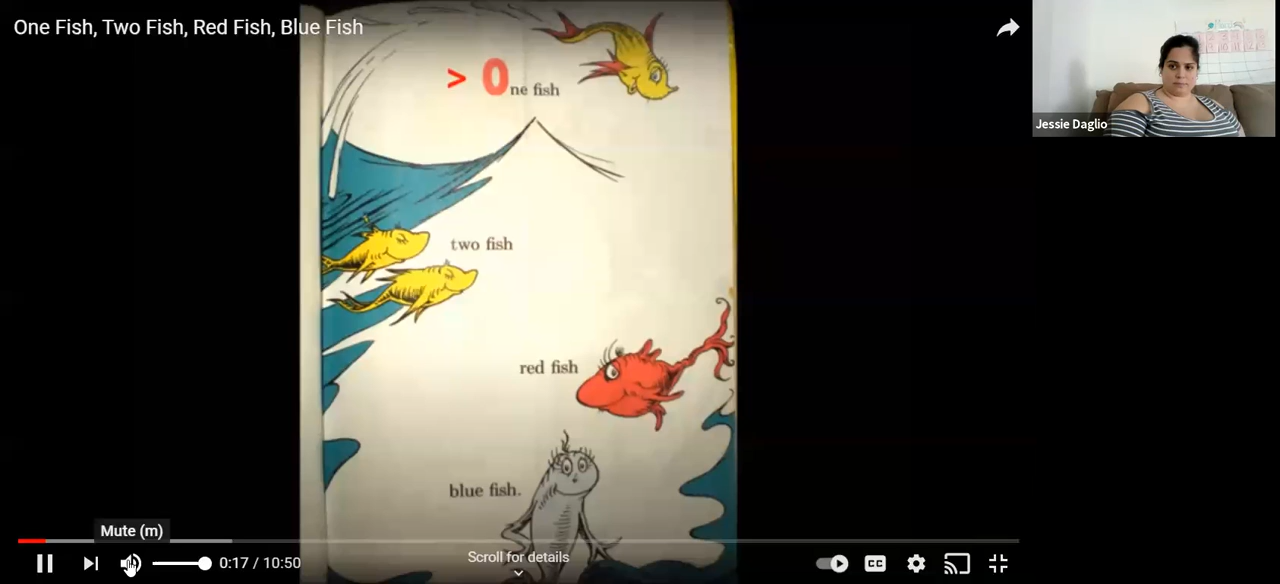 One Fish, Two Fish, Red Fish, Blue Fish
> One fish
two fish
red fish
blue fish.
Jessie Daglio
Mute (m)
0:17 / 10:50
Scroll for details
CC